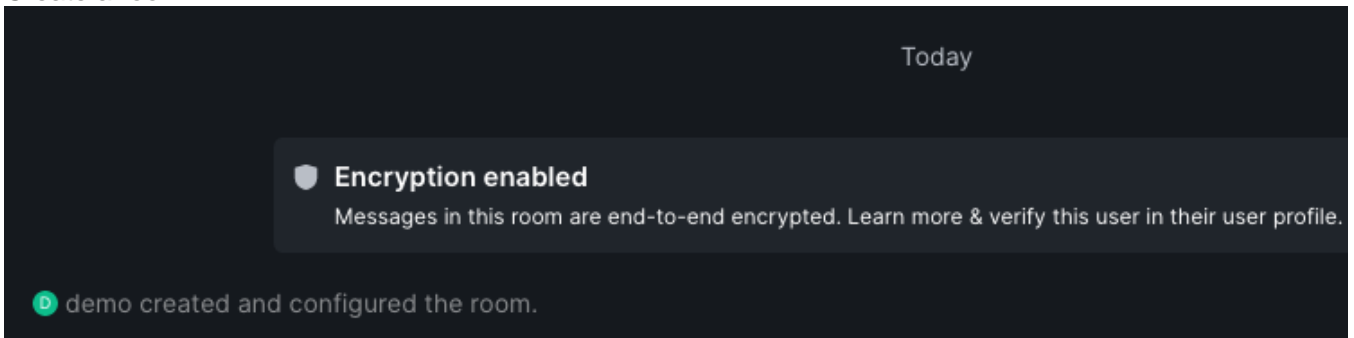 Today
Encryption enabled
Messages in this room are end-to-end encrypted. Learn more & verify this user in their user profile.
D demo created and configured the room.